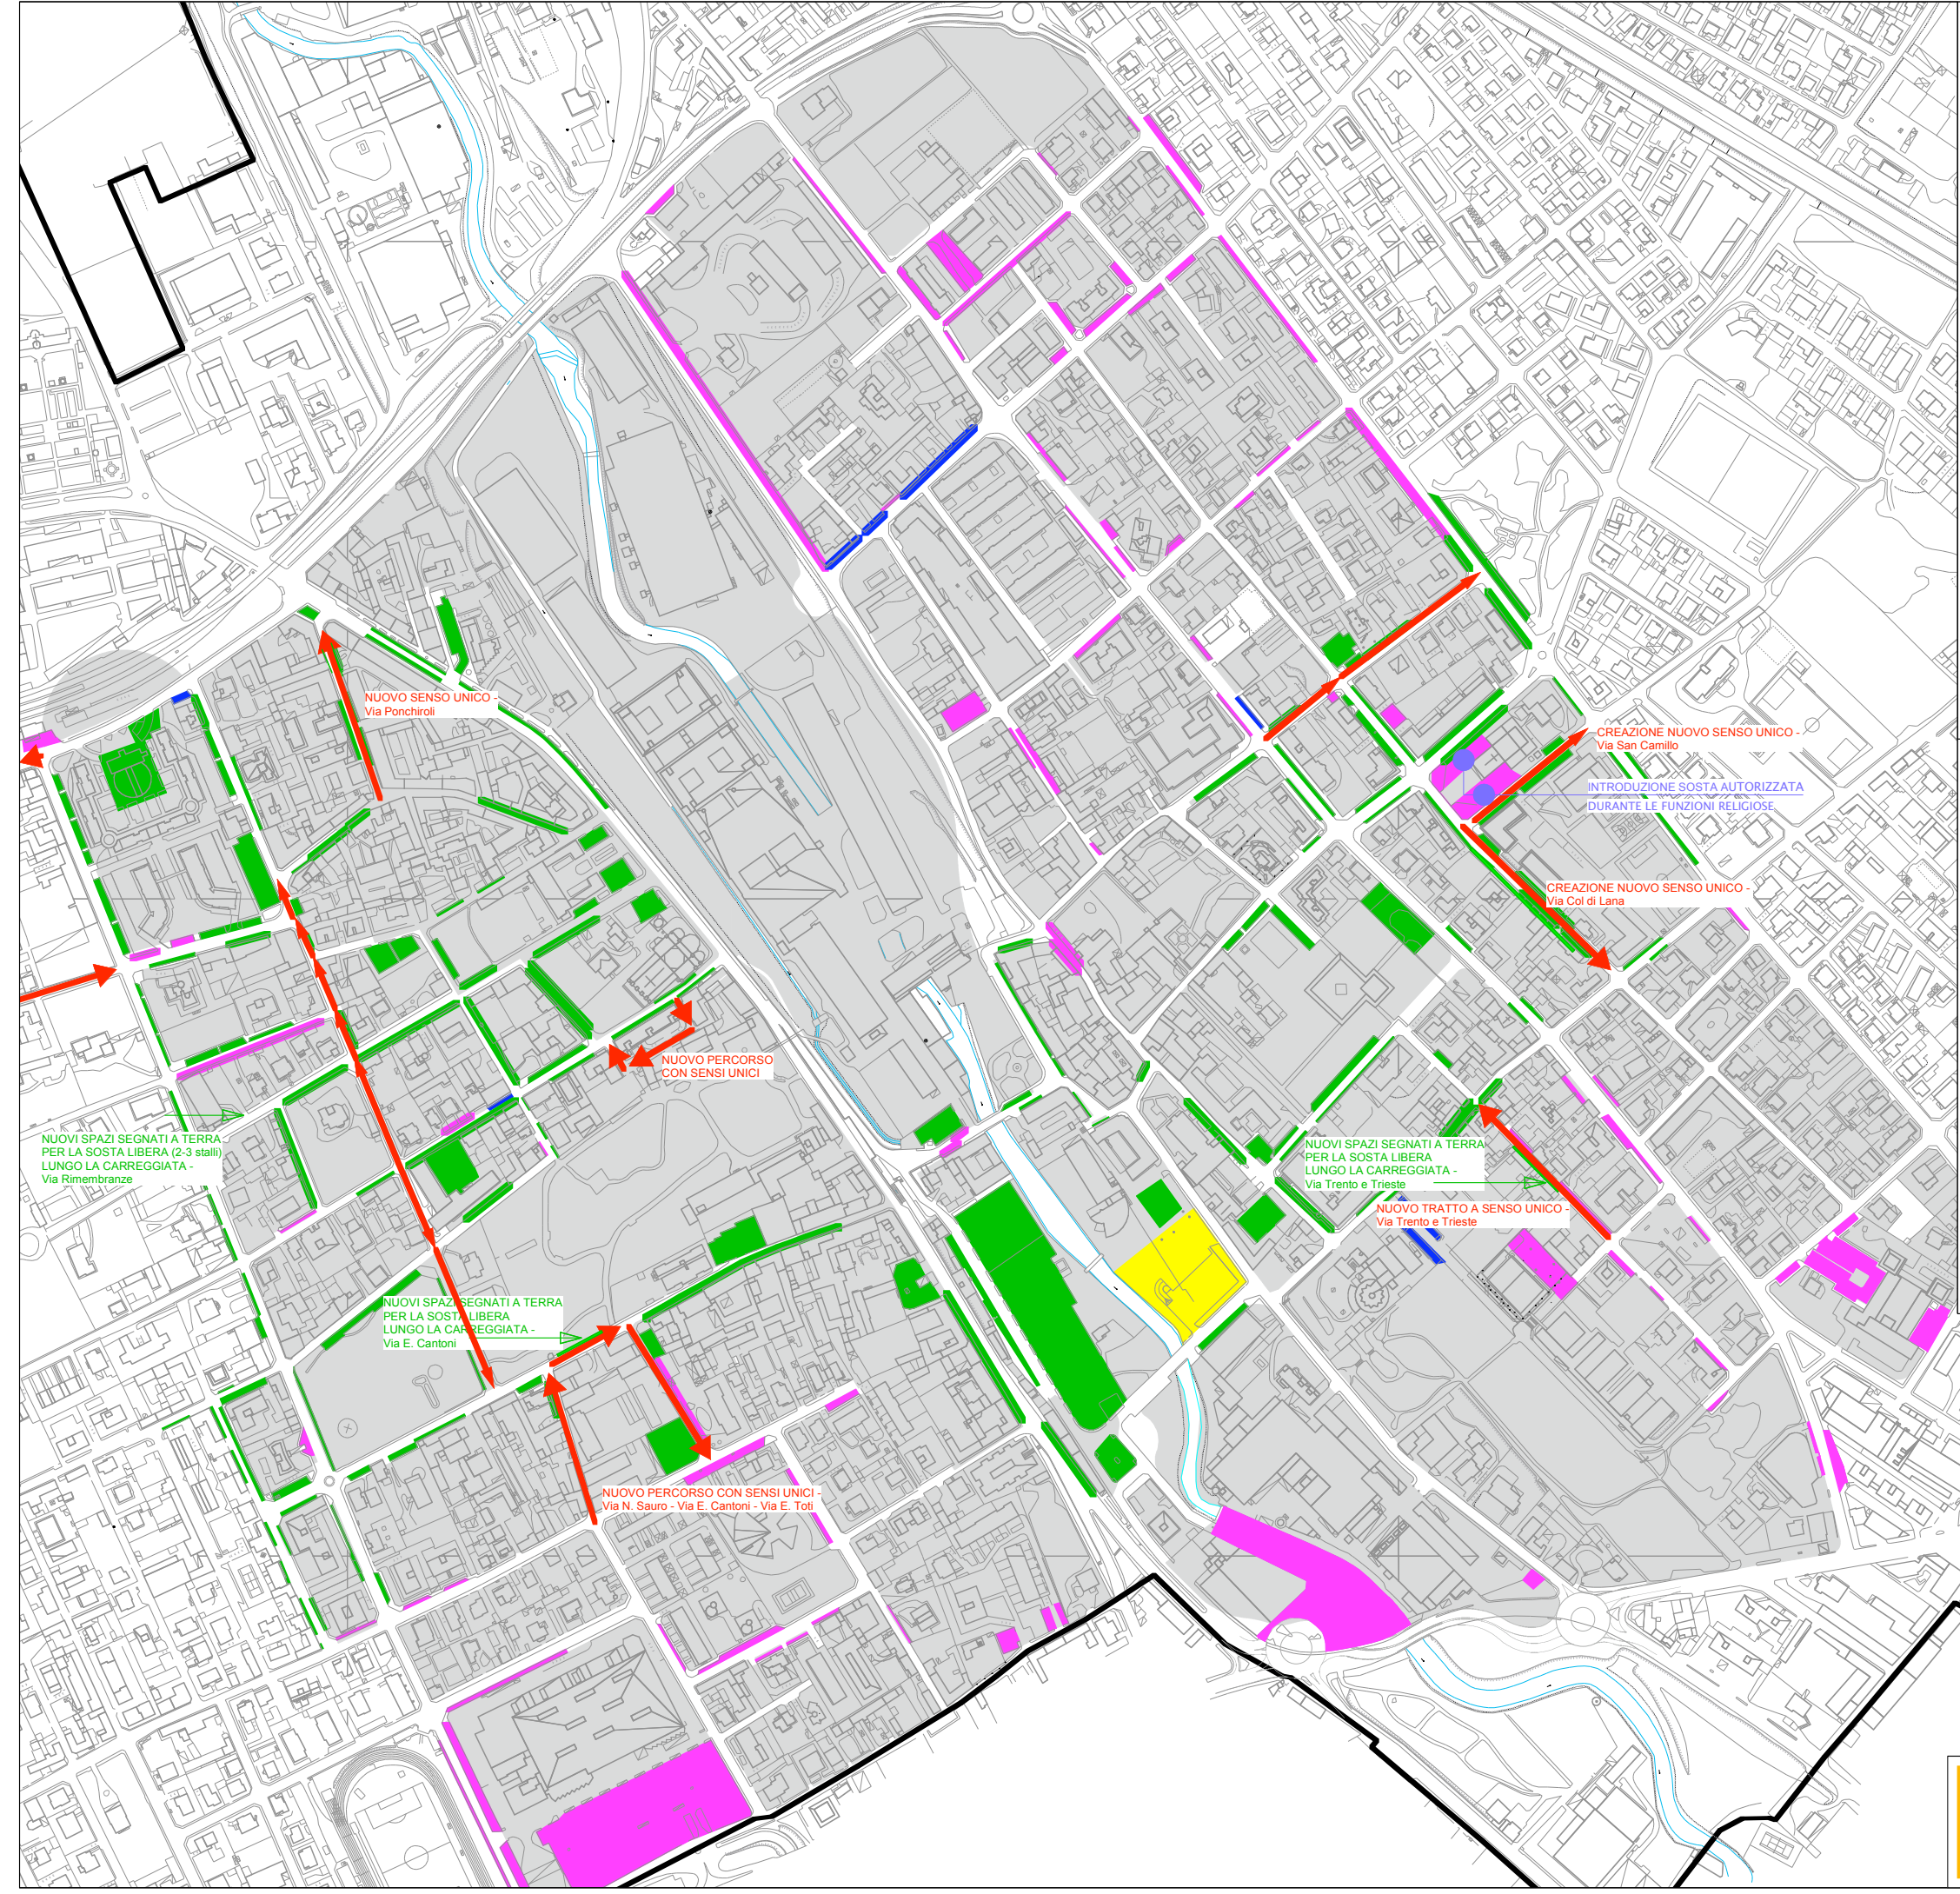 NUOVO SENSO UNICO -
Via Ponchiroli
CREAZIONE NUOVO SENSO UNICO -
Via San Camillo
INTRODUZIONE SOSTA AUTORIZZATA
DURANTE LE FUNZIONI RELIGIOSE
CREAZIONE NUOVO SENSO UNICO -
Via Col di Lana
NUOVO PERCORSO
CON SENSI UNICI
NUOVI SPAZI SEGNATI A TERRA
PER LA SOSTA LIBERA (2-3 stalli)
LUNGO LA CARREGGIATA -
Via Rimembranze
NUOVI SPAZI SEGNATI A TERRA
PER LA SOSTA LIBERA
LUNGO LA CARREGGIATA -
Via Trento e Trieste
NUOVO TRATTO A SENSO UNICO -
Via Trento e Trieste
NUOVI SPAZI SEGNATI A TERRA
PER LA SOSTA LIBERA
LUNGO LA CARREGGIATA -
Via E. Cantoni
NUOVO PERCORSO CON SENSI UNICI -
Via N. Sauro - Via E. Cantoni - Via E. Toti